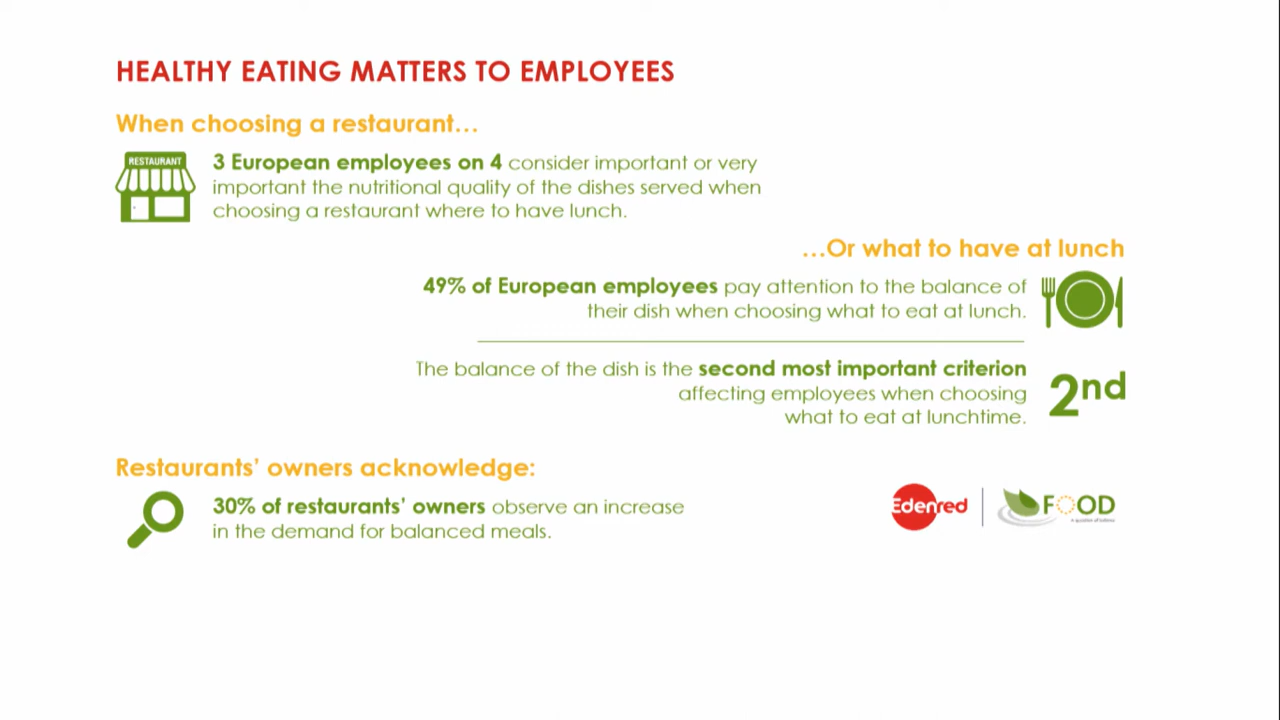 HEALTHY EATING MATTERS TO EMPLOYEES
When choosing a restaurant...
RESTAURANT
3 European employees on 4 consider important or very
important the nutritional quality of the dishes served when
choosing a restaurant where to have lunch.
...Or what to have at lunch
49% of European employees pay attention to the balance of
their dish when choosing what to eat at lunch.
The balance of the dish is the second most important criterion
affecting employees when choosing
what to eat at lunchtime.
2nd
Restaurants' owners acknowledge:
30% of restaurants' owners observe an increase
in the demand for balanced meals.
Edenred
FOOD
A question of balance